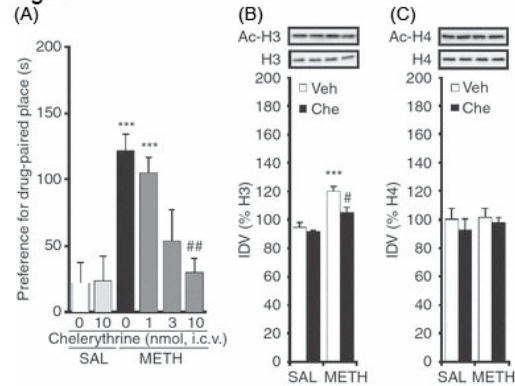 (A)
Preference for drug-paired place (s)
200
150
100
50
0
***
***
##
0 10 0 1 3 10
Chelerythrine (nmol, i.c.v.)
SAL METH
(B)
Ac-H3
H3
IDV (% H3)
200
180
160
140
120
100
80
60
40
20
0
Veh
Che
***
#
SAL METH
(C)
Ac-H4
H4
IDV (% H4)
200
180
160
140
120
100
80
60
40
20
0
Veh
Che
SAL METH